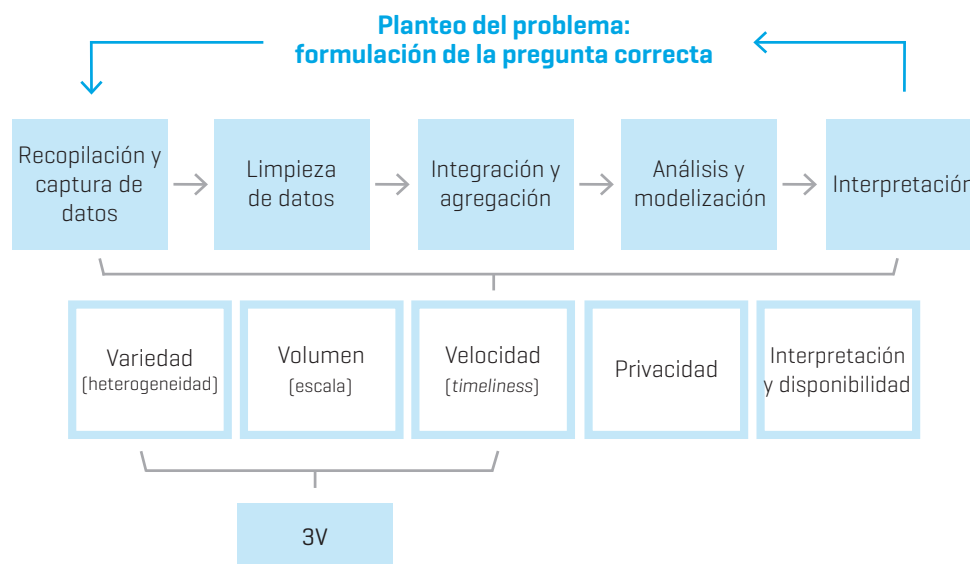 Planteo del problema:
formulación de la pregunta correcta
Recopilación y
captura de
datos
Limpieza
de datos
Integración y
agregación
Análisis y
modelización
Interpretación
Variedad
(heterogeneidad)
Volumen
(escala)
Velocidad
(timeliness)
Privacidad
Interpretación
y disponibilidad
3V